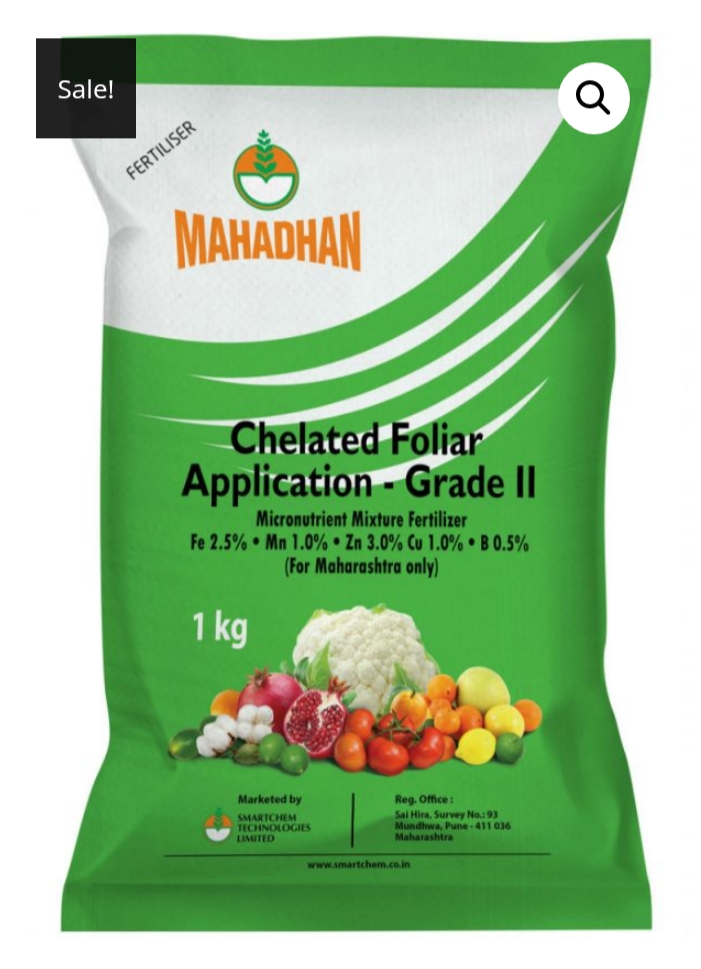 Sale!
FERTILISER
MAHADHAN
Chelated Foliar
Application - Grade II
Micronutrient Mixture Fertilizer
Fe 2.5% • Mn 1.0% • Zn 3.0% Cu 1.0% • B 0.5%
(For Maharashtra only)
1 kg
Marketed by
SMARTCHEM
TECHNOLOGIES
LIMITED
Reg. Office :
Sai Hira, Survey No.: 93
Mundhwa, Pune - 411 036
Maharashtra
www.smartchem.co.in